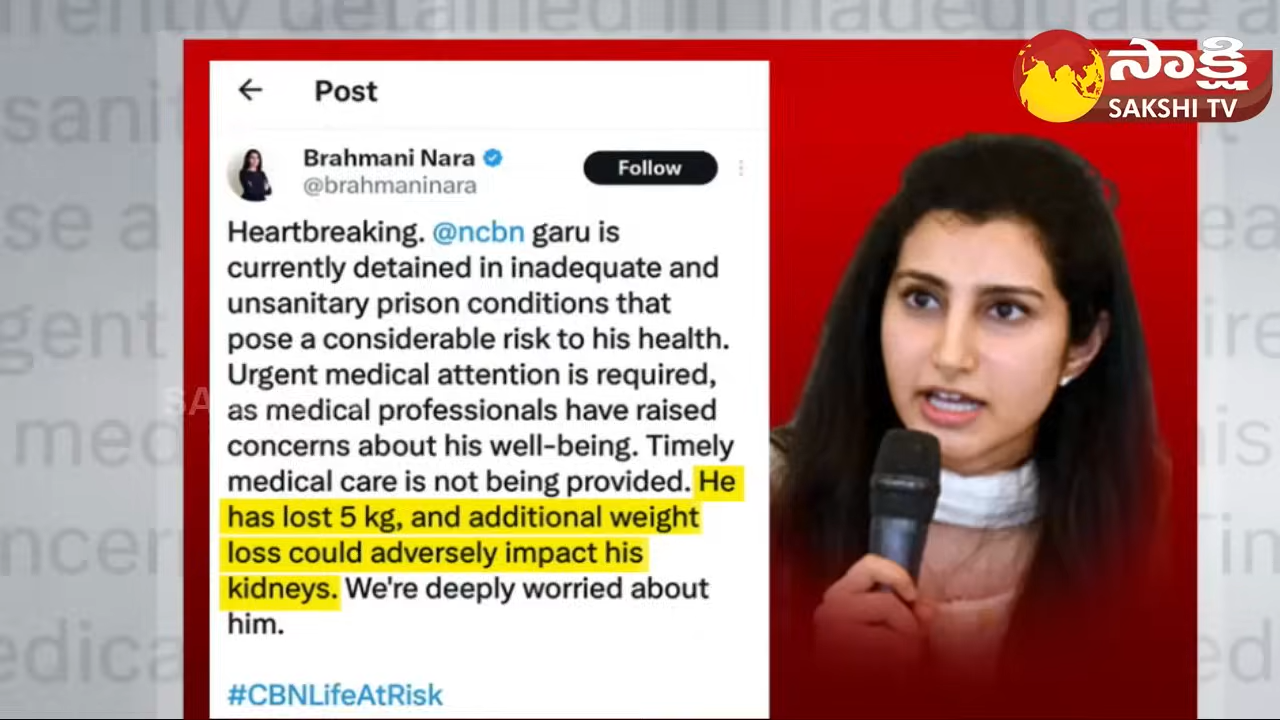 Post
Brahmani Nara
@brahmaninara
Follow
Heartbreaking. @ncbn garu is
currently detained in inadequate and
unsanitary prison conditions that
pose a considerable risk to his health.
Urgent medical attention is required,
as medical professionals have raised
concerns about his well-being. Timely
medical care is not being provided. He
has lost 5 kg, and additional weight
loss could adversely impact his
kidneys. We're deeply worried about
him.
#CBNLifeAtRisk
సాక్షి
SAKSHI TV